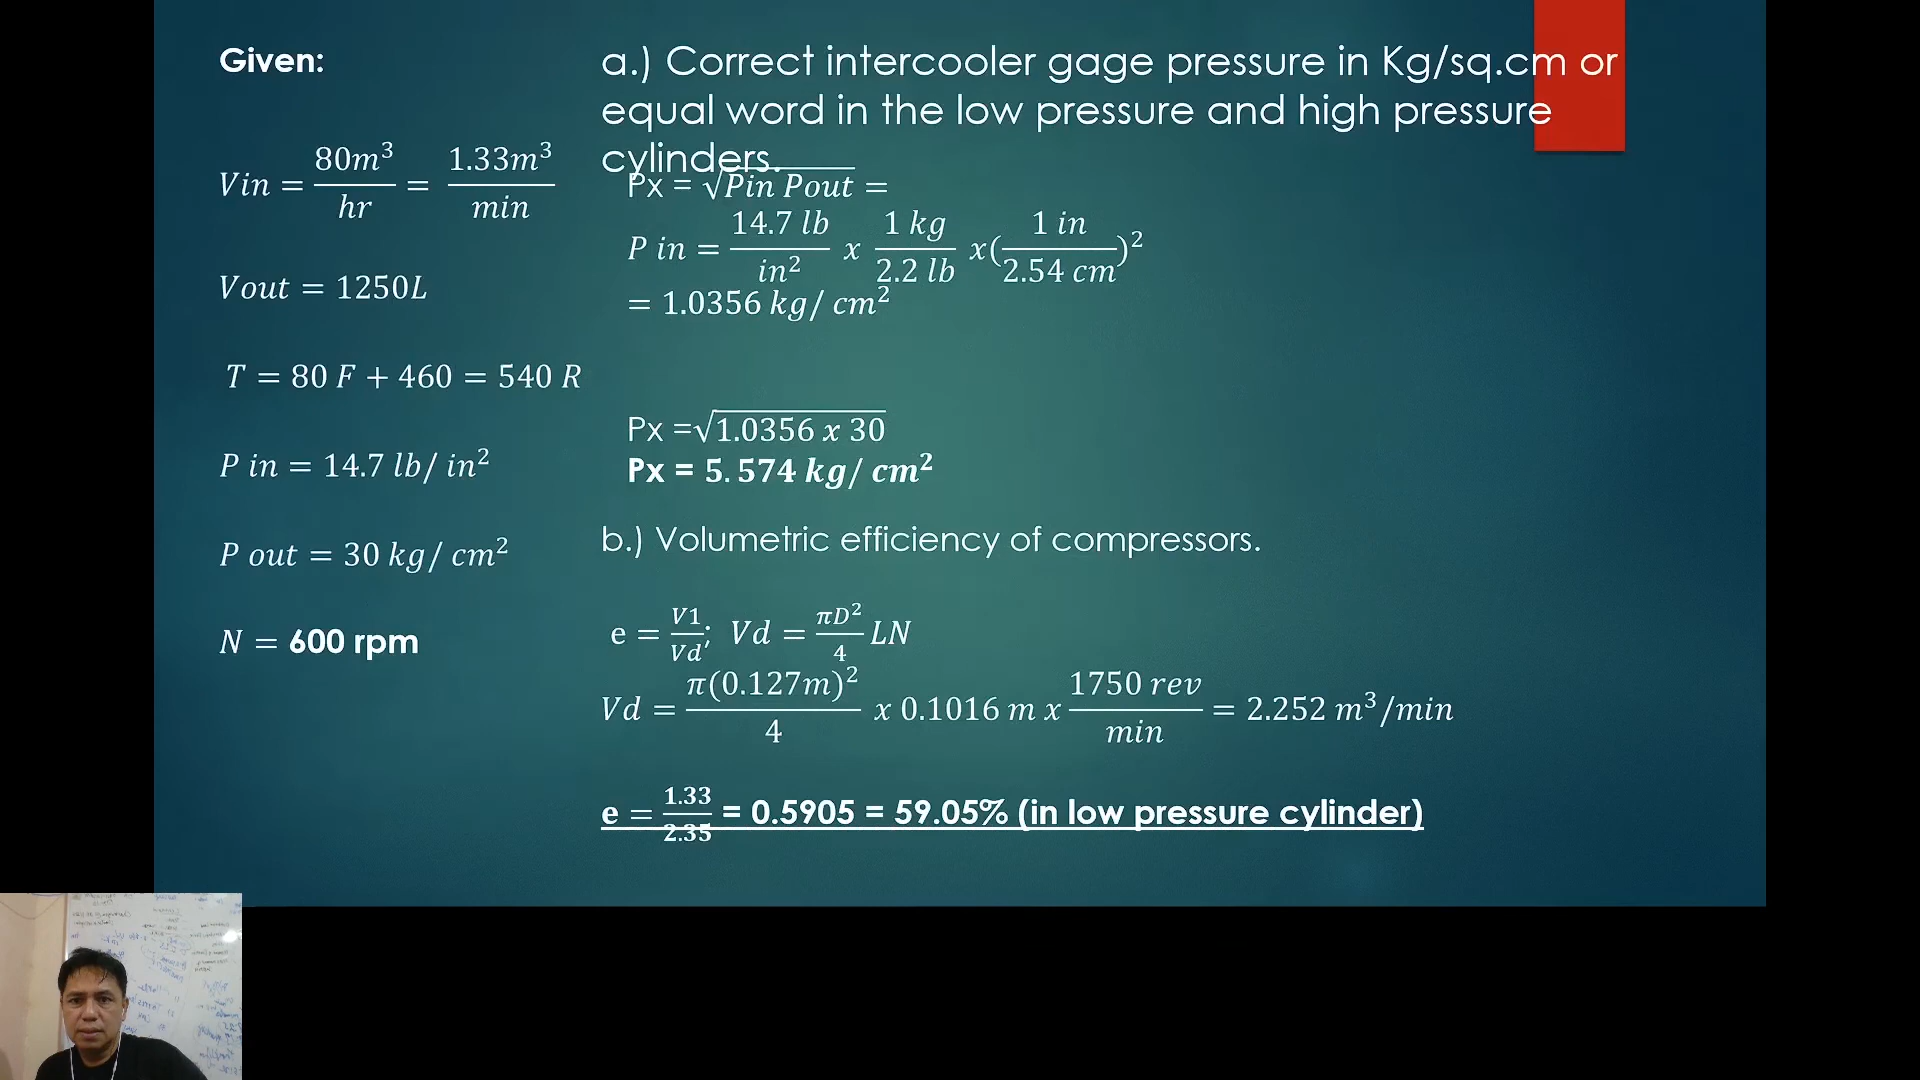 Given:
Vin = 80m³/hr = 1.33m³/min
Vout = 1250L
T = 80 F + 460 = 540 R
P in = 14.7 lb/ in²
P out = 30 kg/ cm²
N = 600 rpm
a.) Correct intercooler gage pressure in Kg/sq.cm or
equal word in the low pressure and high pressure
cylinders.
Px = √Pin Pout =
P in = 14.7 lb/in² x 1 kg/2.2 lb x(1 in/2.54 cm)²
= 1.0356 kg/ cm²
Px =√1.0356 x 30
Px = 5.574 kg/ cm²
b.) Volumetric efficiency of compressors.
e = V1/Vd; Vd = πD²/4 LN
Vd = π(0.127m)²/4 x 0.1016 m x 1750 rev/min = 2.252 m³/min
e = 1.33/2.35 = 0.5905 = 59.05% (in low pressure cylinder)